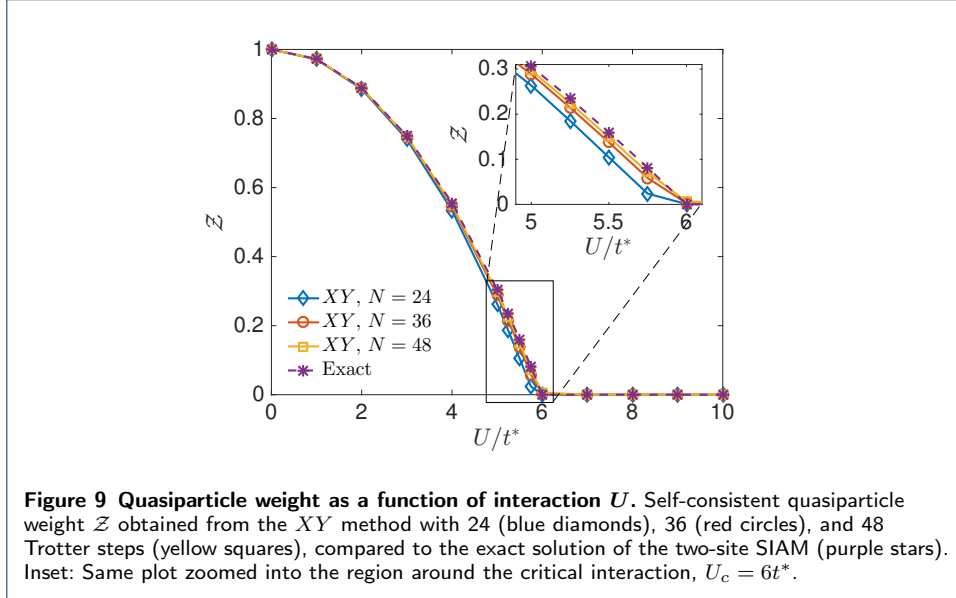 1
0.8
0.6
0.4
0.2
0
𝒵
0 2 4 6 8 10
U/t*
XY, N = 24
XY, N = 36
XY, N = 48
Exact
0.3
0.2
0.1
0
𝒵
5 5.5 6
U/t*
Figure 9 Quasiparticle weight as a function of interaction U. Self-consistent quasiparticle
weight 𝒵 obtained from the XY method with 24 (blue diamonds), 36 (red circles), and 48
Trotter steps (yellow squares), compared to the exact solution of the two-site SIAM (purple stars).
Inset: Same plot zoomed into the region around the critical interaction, U_c = 6t*.